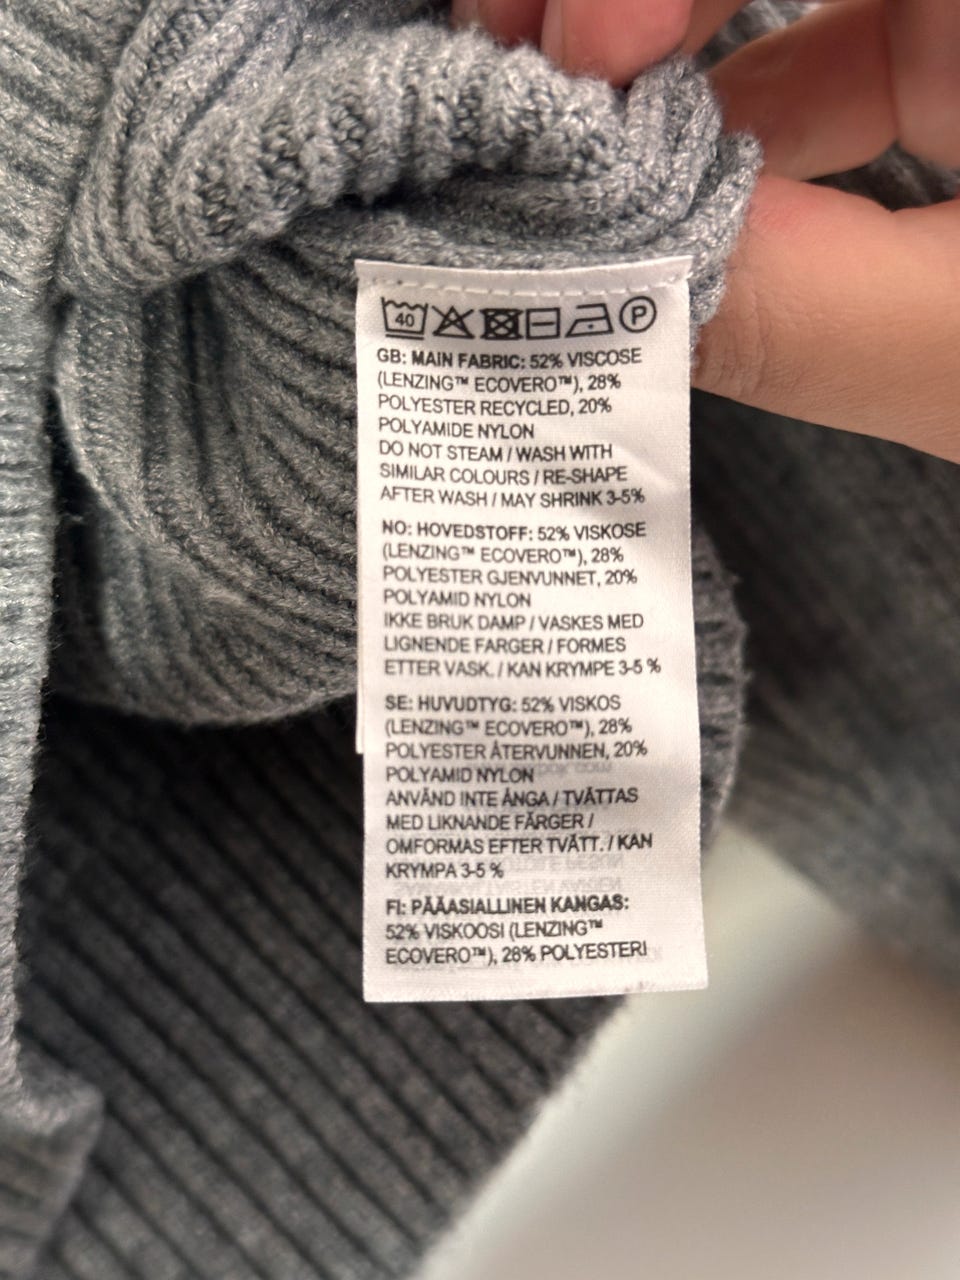 40 P
GB: MAIN FABRIC: 52% VISCOSE
(LENZING™ ECOVERO™), 28%
POLYESTER RECYCLED, 20%
POLYAMIDE NYLON
DO NOT STEAM / WASH WITH
SIMILAR COLOURS / RE-SHAPE
AFTER WASH / MAY SHRINK 3-5%
NO: HOVEDSTOFF: 52% VISKOSE
(LENZING™ ECOVERO™), 28%
POLYESTER GJENVUNNET, 20%
POLYAMID NYLON
IKKE BRUK DAMP / VASKES MED
LIGNENDE FARGER / FORMES
ETTER VASK. / KAN KRYMPE 3-5 %
SE: HUVUDTYG: 52% VISKOS
(LENZING™ ECOVERO™), 28%
POLYESTER ÅTERVUNNEN, 20%
POLYAMID NYLON
ANVÄND INTE ÅNGA / TVÄTTAS
MED LIKNANDE FÄRGER /
OMFORMAS EFTER TVÄTT. / KAN
KRYMPA 3-5 %
FI: PÄÄASIALLINEN KANGAS:
52% VISKOOSI (LENZING™
ECOVERO™), 28% POLYESTERI